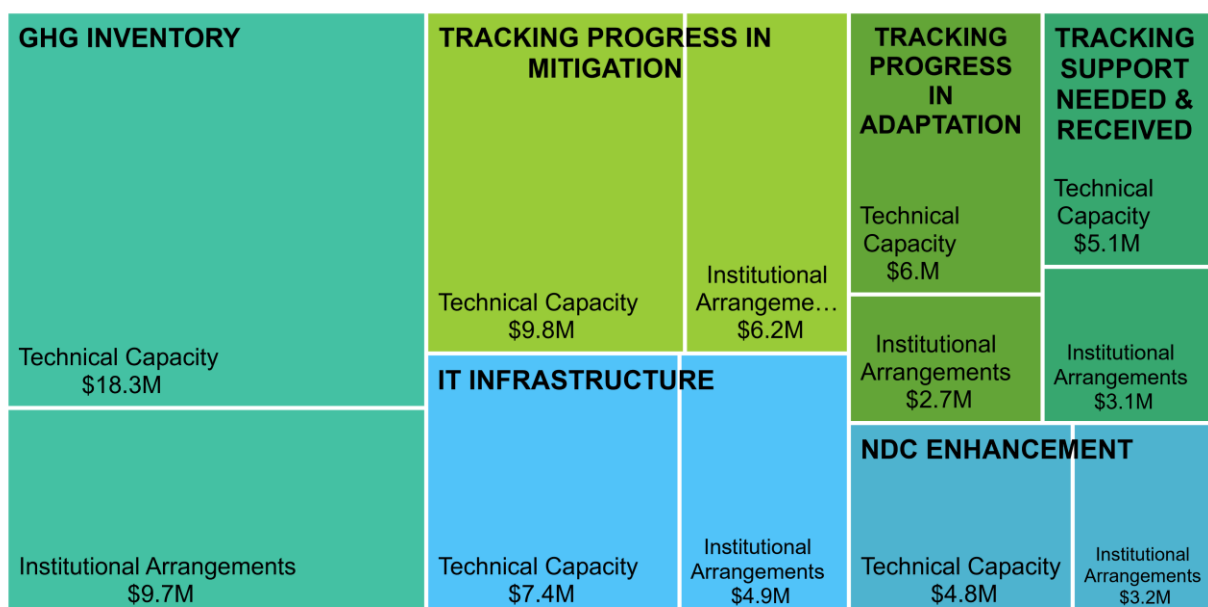 GHG INVENTORY
Technical Capacity
$18.3M
Institutional Arrangements
$9.7M
TRACKING PROGRESS IN
MITIGATION
Technical Capacity
$9.8M
Institutional
Arrangeme…
$6.2M
IT INFRASTRUCTURE
Technical Capacity
$7.4M
Institutional
Arrangements
$4.9M
TRACKING
PROGRESS
IN
ADAPTATION
Technical
Capacity
$6.M
Institutional
Arrangements
$2.7M
TRACKING
SUPPORT
NEEDED &
RECEIVED
Technical
Capacity
$5.1M
Institutional
Arrangements
$3.1M
NDC ENHANCEMENT
Technical Capacity
$4.8M
Institutional
Arrangements
$3.2M